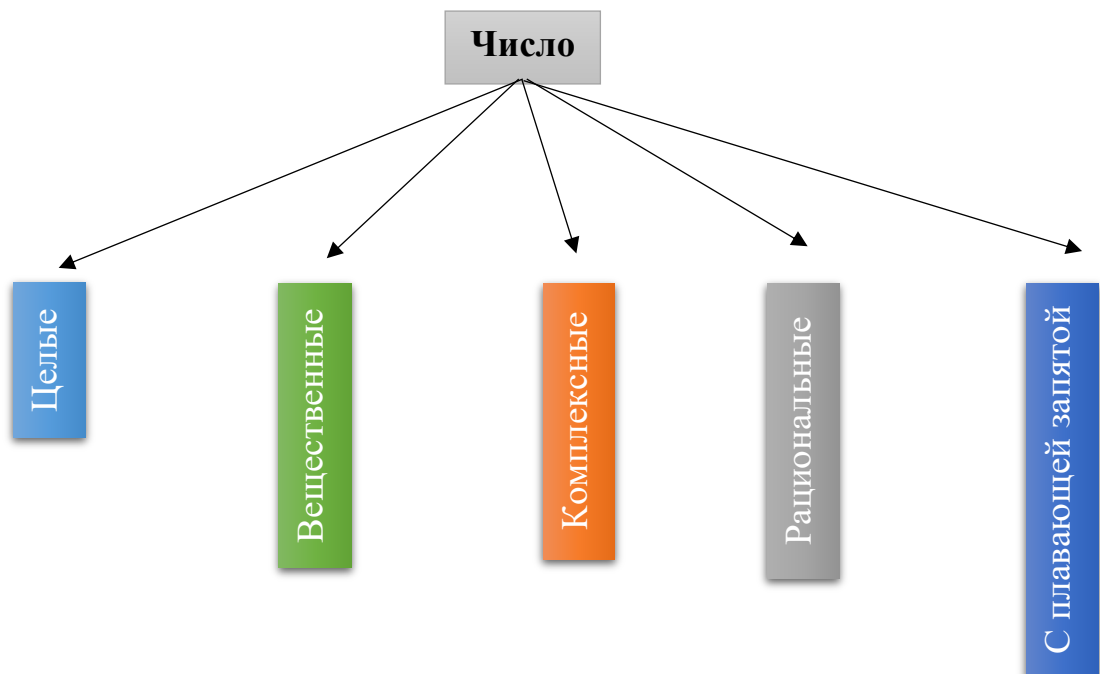 Число
Целые
Вещественные
Комплексные
Рациональные
С плавающей запятой